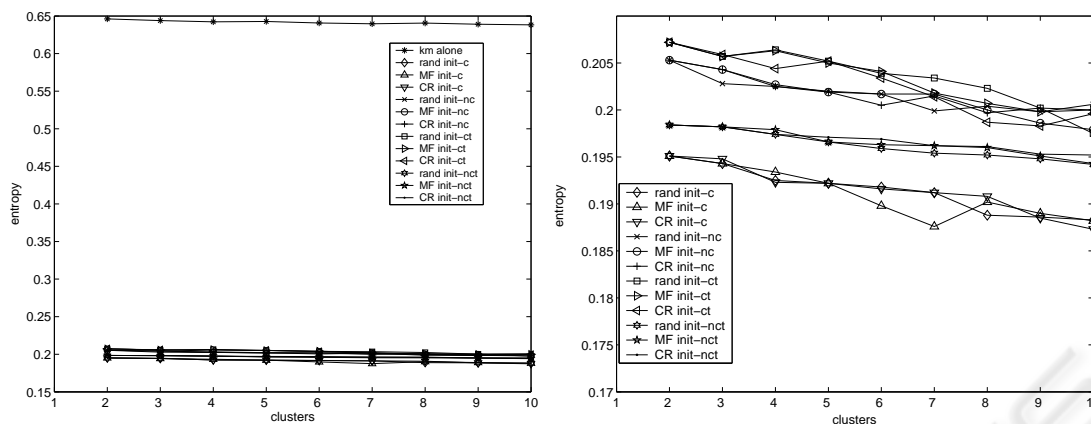 0.65
0.6
0.55
0.5
0.45
0.4
0.35
0.3
0.25
0.2
0.15
entropy
1 2 3 4 5 6 7 8 9 10
clusters
km alone
rand init−c
MF init−c
CR init−c
rand init−nc
MF init−nc
CR init−nc
rand init−ct
MF init−ct
CR init−ct
rand init−nct
MF init−nct
CR init−nct
0.205
0.2
0.195
0.19
0.185
0.18
0.175
0.17
entropy
1 2 3 4 5 6 7 8 9 1
clusters
rand init−c
MF init−c
CR init−c
rand init−nc
MF init−nc
CR init−nc
rand init−ct
MF init−ct
CR init−ct
rand init−nct
MF init−nct
CR init−nct